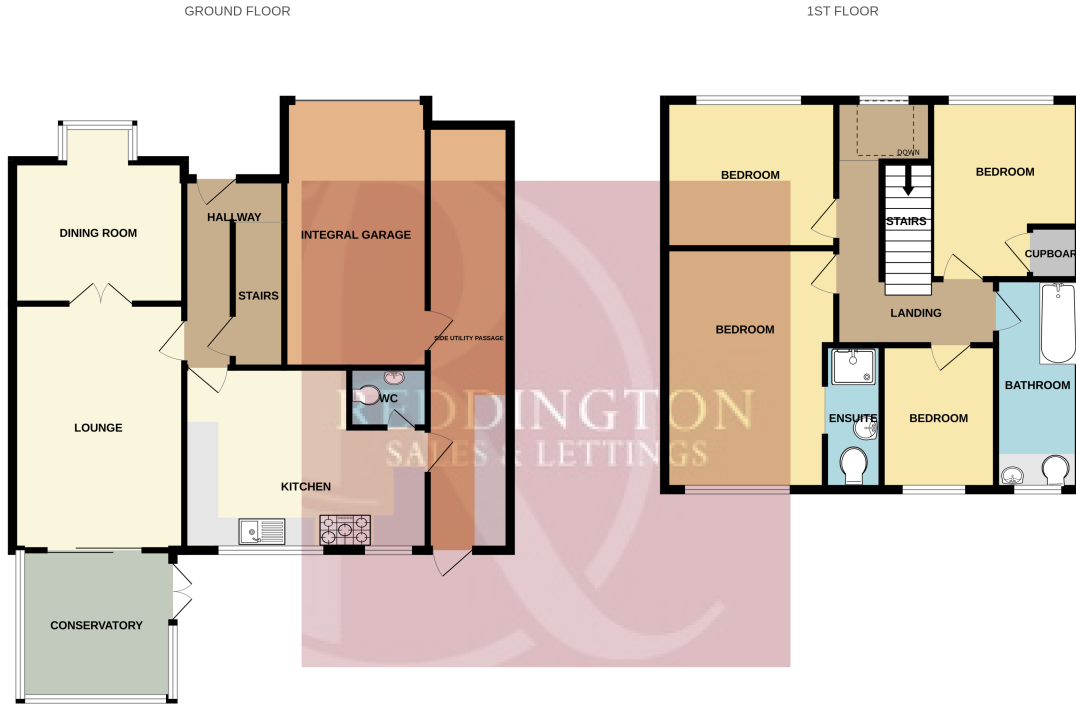 GROUND FLOOR
1ST FLOOR
DINING ROOM
HALLWAY
STAIRS
INTEGRAL GARAGE
SIDE UTILITY PASSAGE
LOUNGE
WC
KITCHEN
CONSERVATORY
REDDINGTON
SALES & LETTINGS
BEDROOM
DOWN
BEDROOM
STAIRS
CUPBOAR
BEDROOM
LANDING
BATHROOM
ENSUITE
BEDROOM